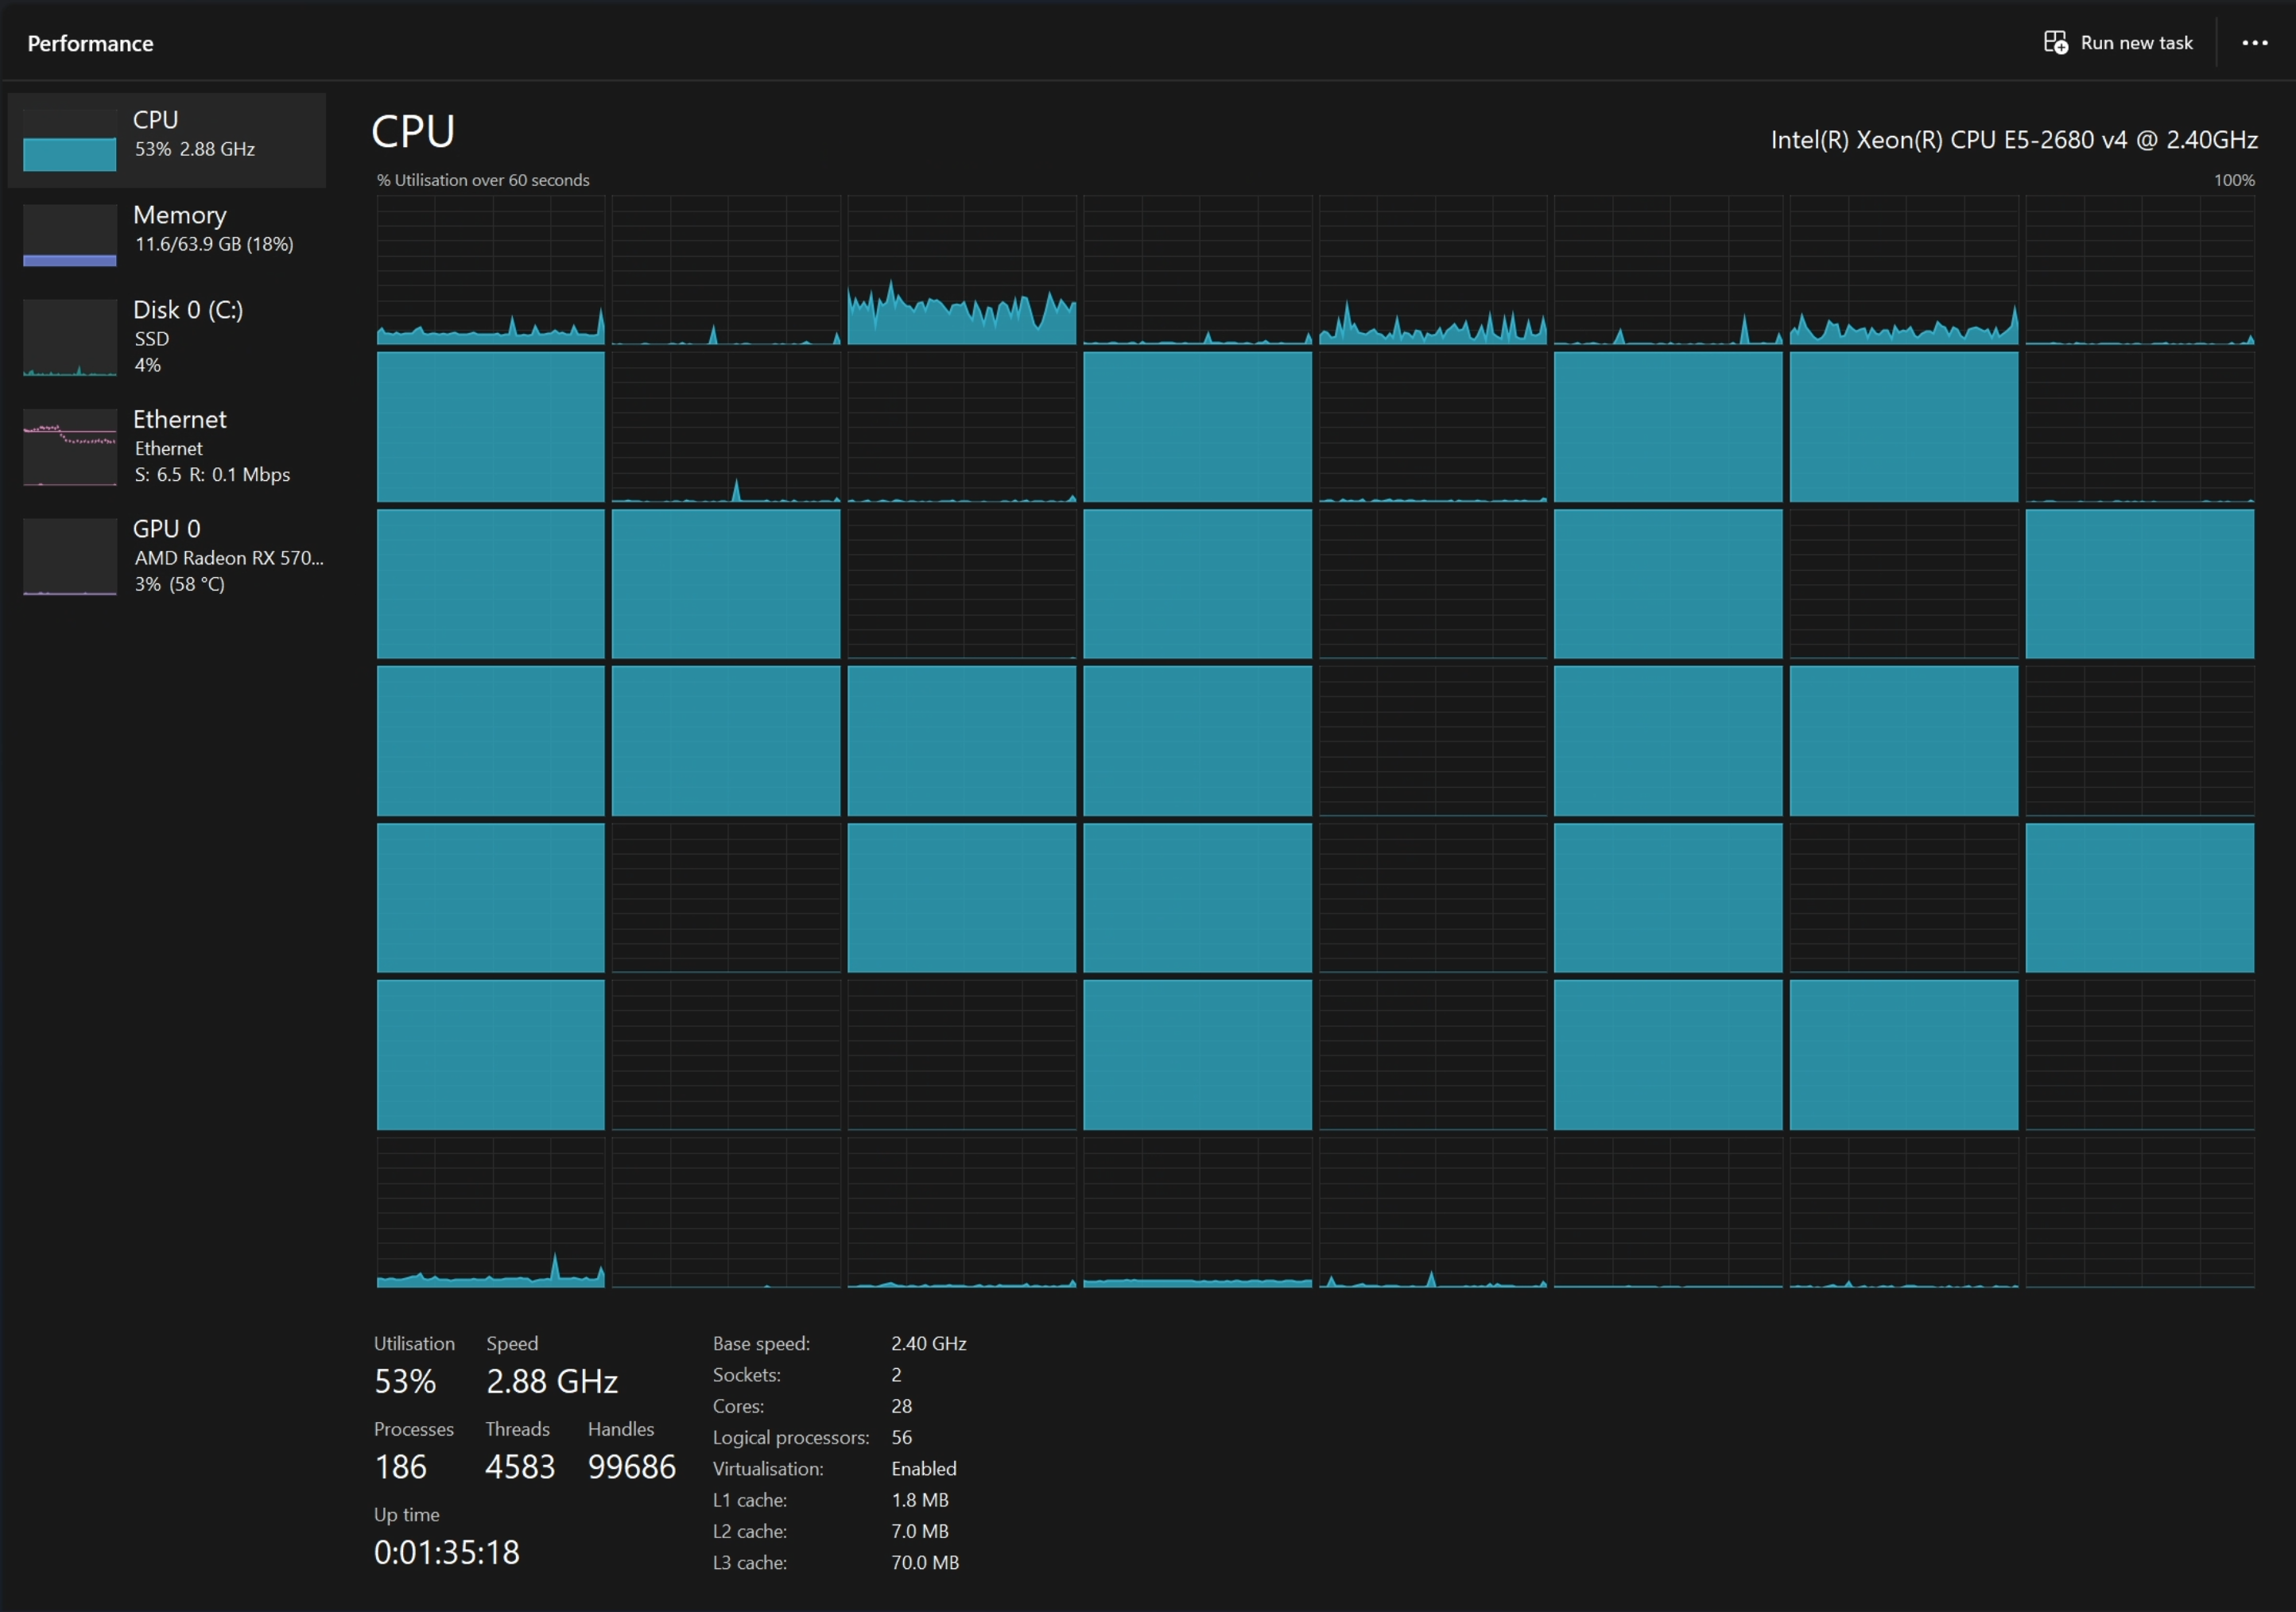 Performance
Run new task
CPU
53% 2.88 GHz
Memory
11.6/63.9 GB (18%)
Disk 0 (C:)
SSD
4%
Ethernet
Ethernet
S: 6.5 R: 0.1 Mbps
GPU 0
AMD Radeon RX 570...
3% (58 °C)
CPU
Intel(R) Xeon(R) CPU E5-2680 v4 @ 2.40GHz
% Utilisation over 60 seconds
100%
NB
Utilisation
53%
Speed
2.88 GHz
Processes
186
Threads
4583
Handles
99686
Up time
0:01:35:18
Base speed: 2.40 GHz
Sockets: 2
Cores: 28
Logical processors: 56
Virtualisation: Enabled
L1 cache: 1.8 MB
L2 cache: 7.0 MB
L3 cache: 70.0 MB